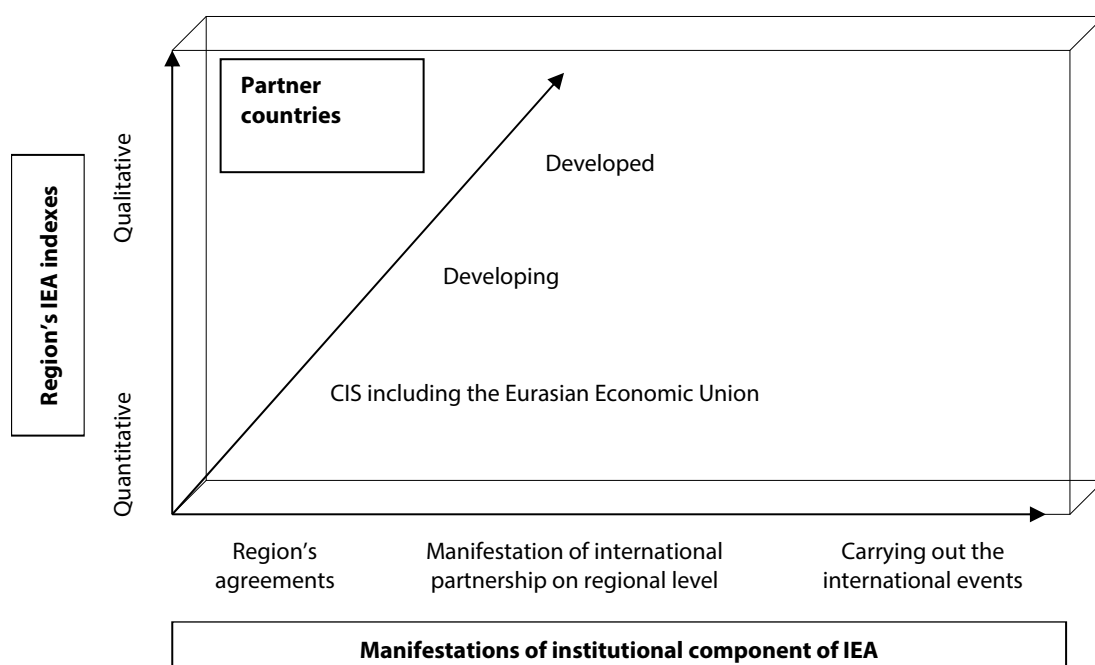 Partner
countries
Developed
Developing
CIS including the Eurasian Economic Union
Region's IEA indexes
Qualitative
Quantitative
Region's
agreements
Manifestation of international
partnership on regional level
Carrying out the
international events
Manifestations of institutional component of IEA